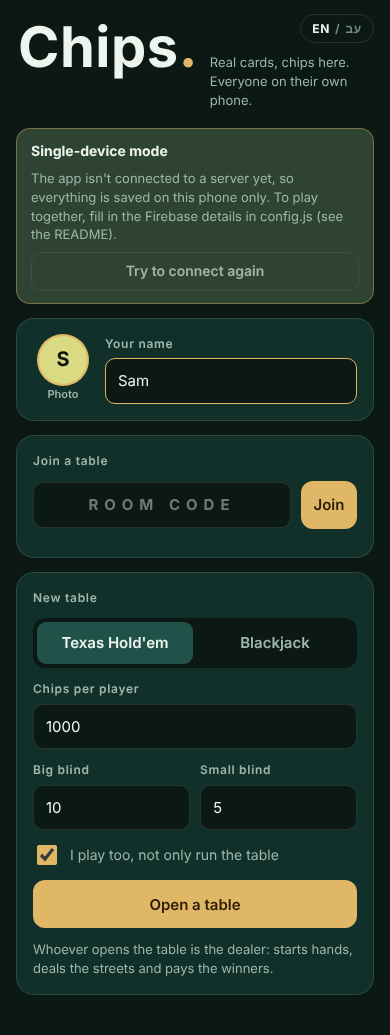 Chips.
EN / עב
Real cards, chips here.
Everyone on their own
phone.
Single-device mode
The app isn't connected to a server yet, so
everything is saved on this phone only. To play
together, fill in the Firebase details in config.js (see
the README).
Try to connect again
S
Photo
Your name
Sam
Join a table
ROOM CODE
Join
New table
Texas Hold'em
Blackjack
Chips per player
1000
Big blind
Small blind
10
5
I play too, not only run the table
Open a table
Whoever opens the table is the dealer: starts hands,
deals the streets and pays the winners.